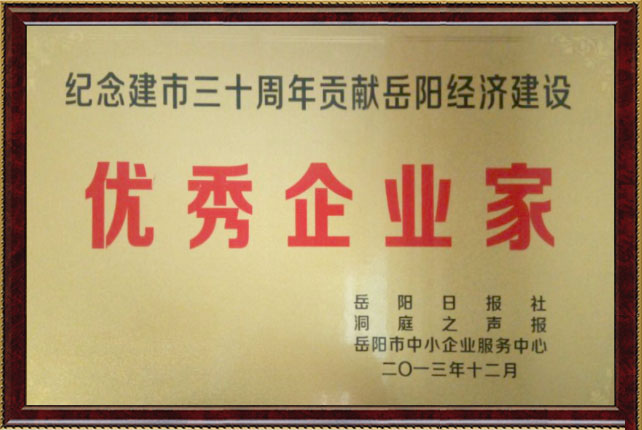 纪念建市三十周年贡献岳阳经济建设
优秀企业家
岳阳日报社
洞庭之声报
岳阳市中小企业服务中心
二〇一三年十二月